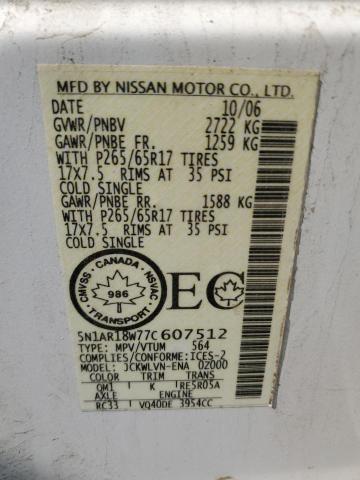 MFD BY NISSAN MOTOR CO., LTD.
DATE 10/06
GVWR/PNBV 2722 KG
GAWR/PNBE FR. 1259 KG
WITH P265/65R17 TIRES
17X7.5 RIMS AT 35 PSI
COLD SINGLE
GAWR/PNBE RR. 1588 KG
WITH P265/65R17 TIRES
17X7.5 RIMS AT 35 PSI
COLD SINGLE
CANADA
CMVSS NSVAC
986
TRANSPORT
EC
5N1AR18W77C607512
TYPE: MPV/VTUM 564
COMPLIES/CONFORME:ICES-2
MODEL: JCKWLVN-ENA 02000
COLOR TRIM TRANS
QM1 K RE5R05A
AXLE ENGINE
RC33 VQ40DE 3954CC